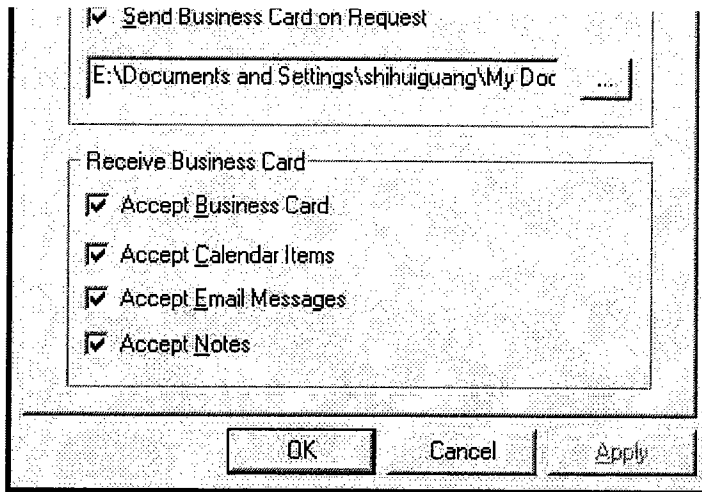 Send Business Card on Request
E:\Documents and Settings\shihuiguang\My Doc
...
Receive Business Card
Accept Business Card
Accept Calendar Items
Accept Email Messages
Accept Notes
OK Cancel Apply